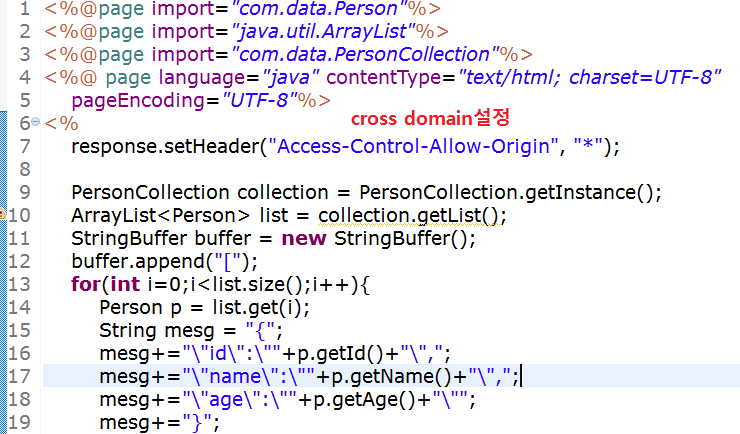 1 <%@page import="com.data.Person"%>
2 <%@page import="java.util.ArrayList"%>
3 <%@page import="com.data.PersonCollection"%>
4 <%@ page language="java" contentType="text/html; charset=UTF-8"
5 pageEncoding="UTF-8"%>
6 <% cross domain설정
7 response.setHeader("Access-Control-Allow-Origin", "*");
8
9 PersonCollection collection = PersonCollection.getInstance();
10 ArrayList<Person> list = collection.getList();
11 StringBuffer buffer = new StringBuffer();
12 buffer.append("[");
13 for(int i=0;i<list.size();i++){
14 Person p = list.get(i);
15 String mesg = "{";
16 mesg+="\"id\":\""+p.getId()+"\",";
17 mesg+="\"name\":\""+p.getName()+"\",";
18 mesg+="\"age\":\""+p.getAge()+"\"";
19 mesg+="}";